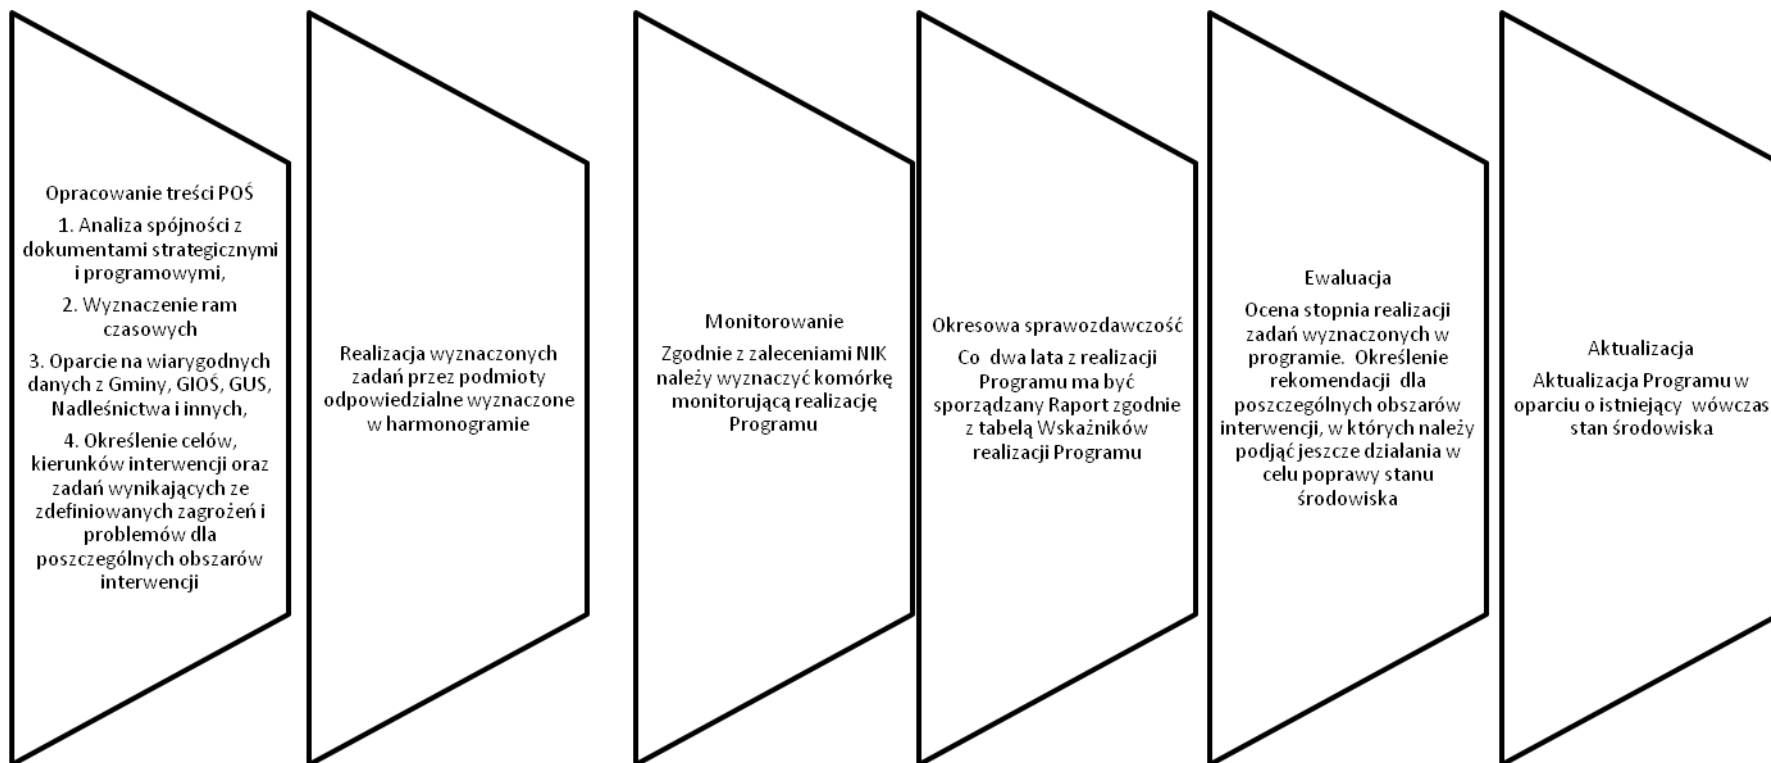 Opracowanie treści POŚ
1. Analiza spójności z
dokumentami strategicznymi
i programowymi,
2. Wyznaczenie ram
czasowych
3. Oparcie na wiarygodnych
danych z Gminy, GIOŚ, GUS,
Nadleśnictwa i innych,
4. Określenie celów,
kierunków interwencji oraz
zadań wynikających ze
zdefiniowanych zagrożeń i
problemów dla
poszczególnych obszarów
interwencji
Realizacja wyznaczonych
zadań przez podmioty
odpowiedzialne wyznaczone
w harmonogramie
Monitorowanie
Zgodnie z zaleceniami NIK
należy wyznaczyć komórkę
monitorującą realizację
Programu
Okresowa sprawozdawczość
Co dwa lata z realizacji
Programu ma być
sporządzany Raport zgodnie
z tabelą Wskaźników
realizacji Programu
Ewaluacja
Ocena stopnia realizacji
zadań wyznaczonych w
programie. Określenie
rekomendacji dla
poszczególnych obszarów
interwencji, w których należy
podjąć jeszcze działania w
celu poprawy stanu
środowiska
Aktualizacja
Aktualizacja Programu w
oparciu o istniejący wówczas
stan środowiska